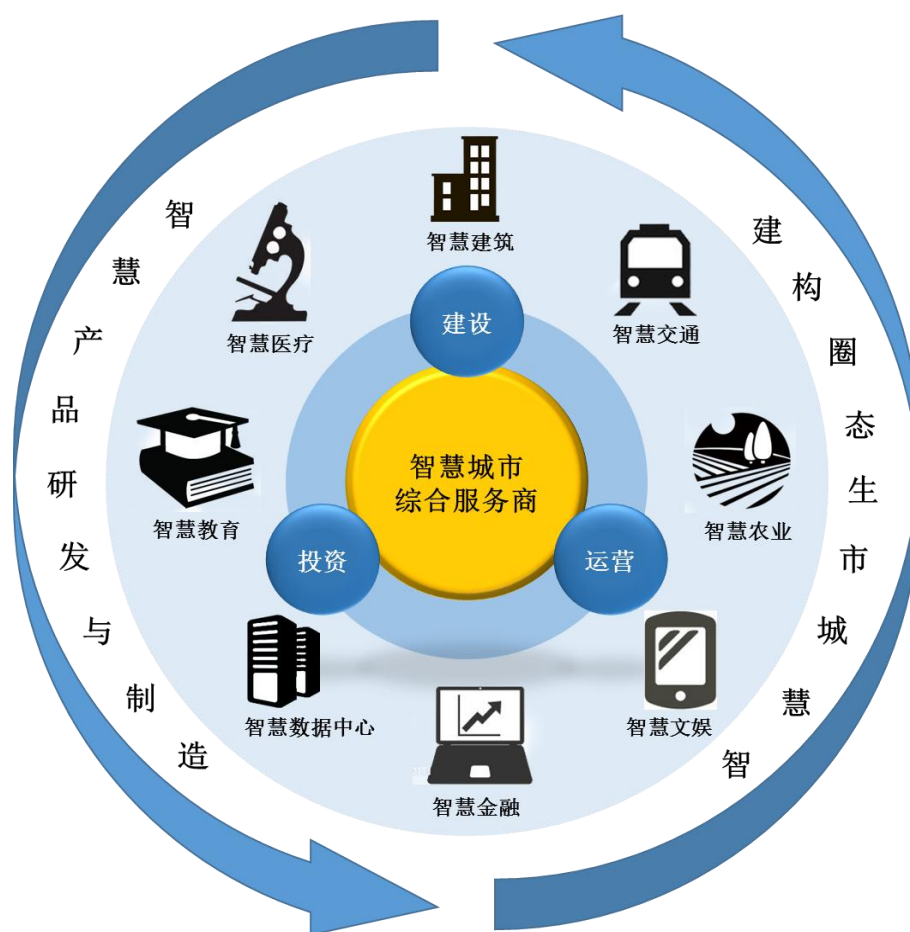 智慧产品研发与制造
智慧城市生态圈构建
智慧建筑
智慧交通
智慧农业
智慧文娱
智慧金融
智慧数据中心
智慧教育
智慧医疗
建设
运营
投资
智慧城市
综合服务商